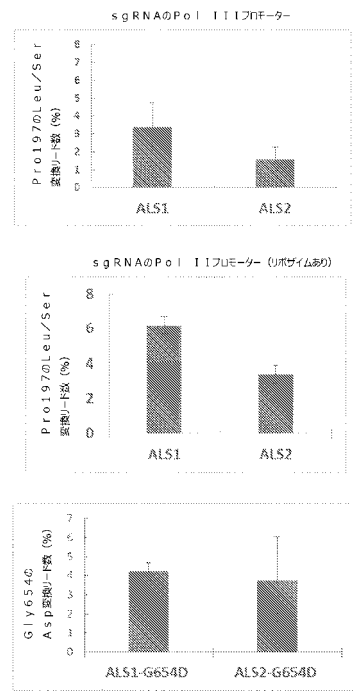 sgRNAのPol IIIプロモーター
Pro197のLeu/Ser
変換リード数 (%)
8
7
6
5
4
3
2
1
0
ALS1 ALS2
sgRNAのPol IIプロモーター (リボザイムあり)
Pro197のLeu/Ser
変換リード数 (%)
8
6
4
2
0
ALS1 ALS2
Gly654の
Asp変換リード数 (%)
7
6
5
4
3
2
1
0
ALS1-G654D ALS2-G654D